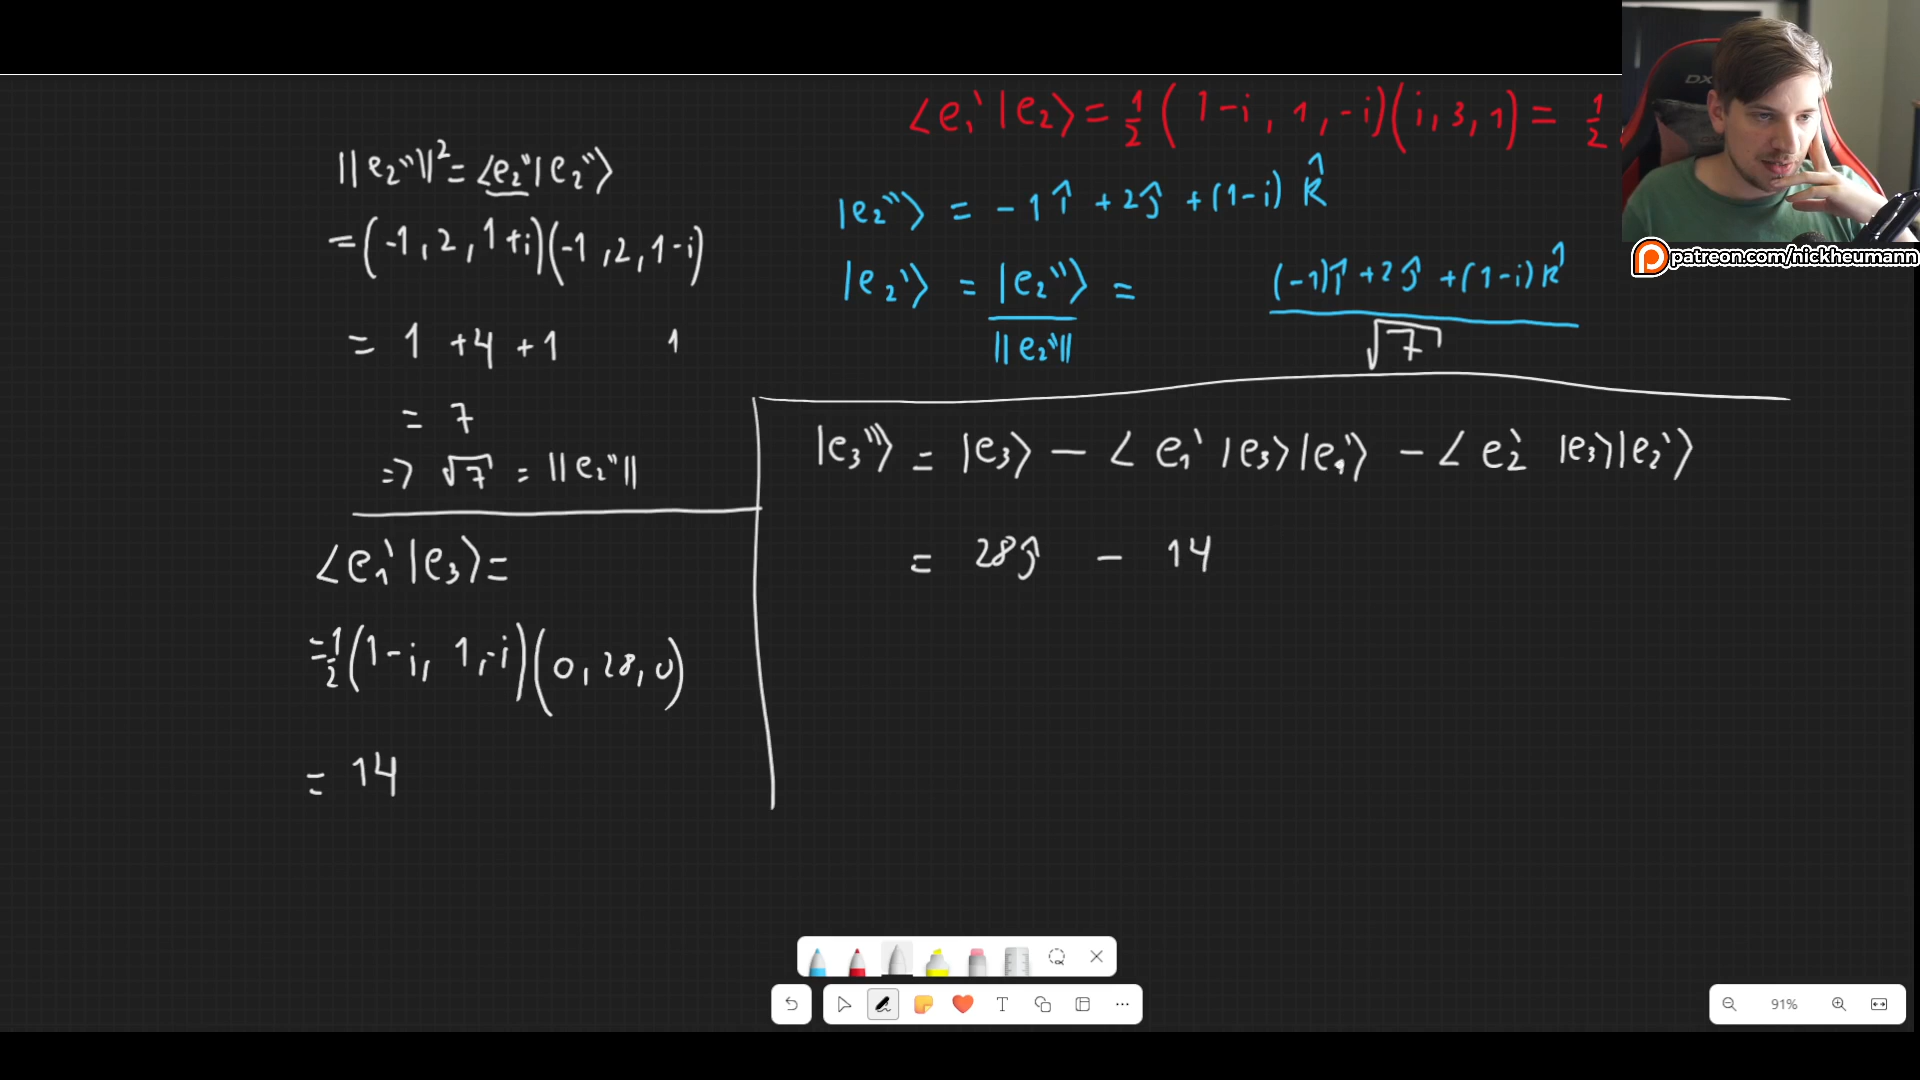 ||e₂''||² = ⟨e₂''|e₂''⟩
= (-1, 2, 1+i)(-1, 2, 1-i)
= 1 + 4 + 1 1
= 7
=> √7 = ||e₂''||
⟨e₁'|e₃⟩ =
= 1/2 (1-i, 1, -i)(0, 28, 0)
= 14
⟨e₁'|e₂⟩ = 1/2 (1-i, 1, -i)(i, 3, 1) = 1/2
|e₂''⟩ = -1î + 2ĵ + (1-i) k̂
|e₂'⟩ = |e₂''⟩ / ||e₂''|| = ((-1)î + 2ĵ + (1-i)k̂) / √7
|e₃'''⟩ = |e₃⟩ - ⟨e₁'|e₃⟩|e₁'⟩ - ⟨e₂'|e₃⟩|e₂'⟩
= 28ĵ - 14
patreon.com/nickheumann
T
91%